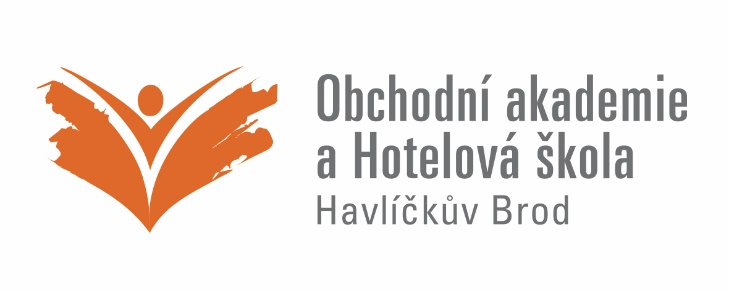 Obchodní akademie
a Hotelová škola
Havlíčkův Brod